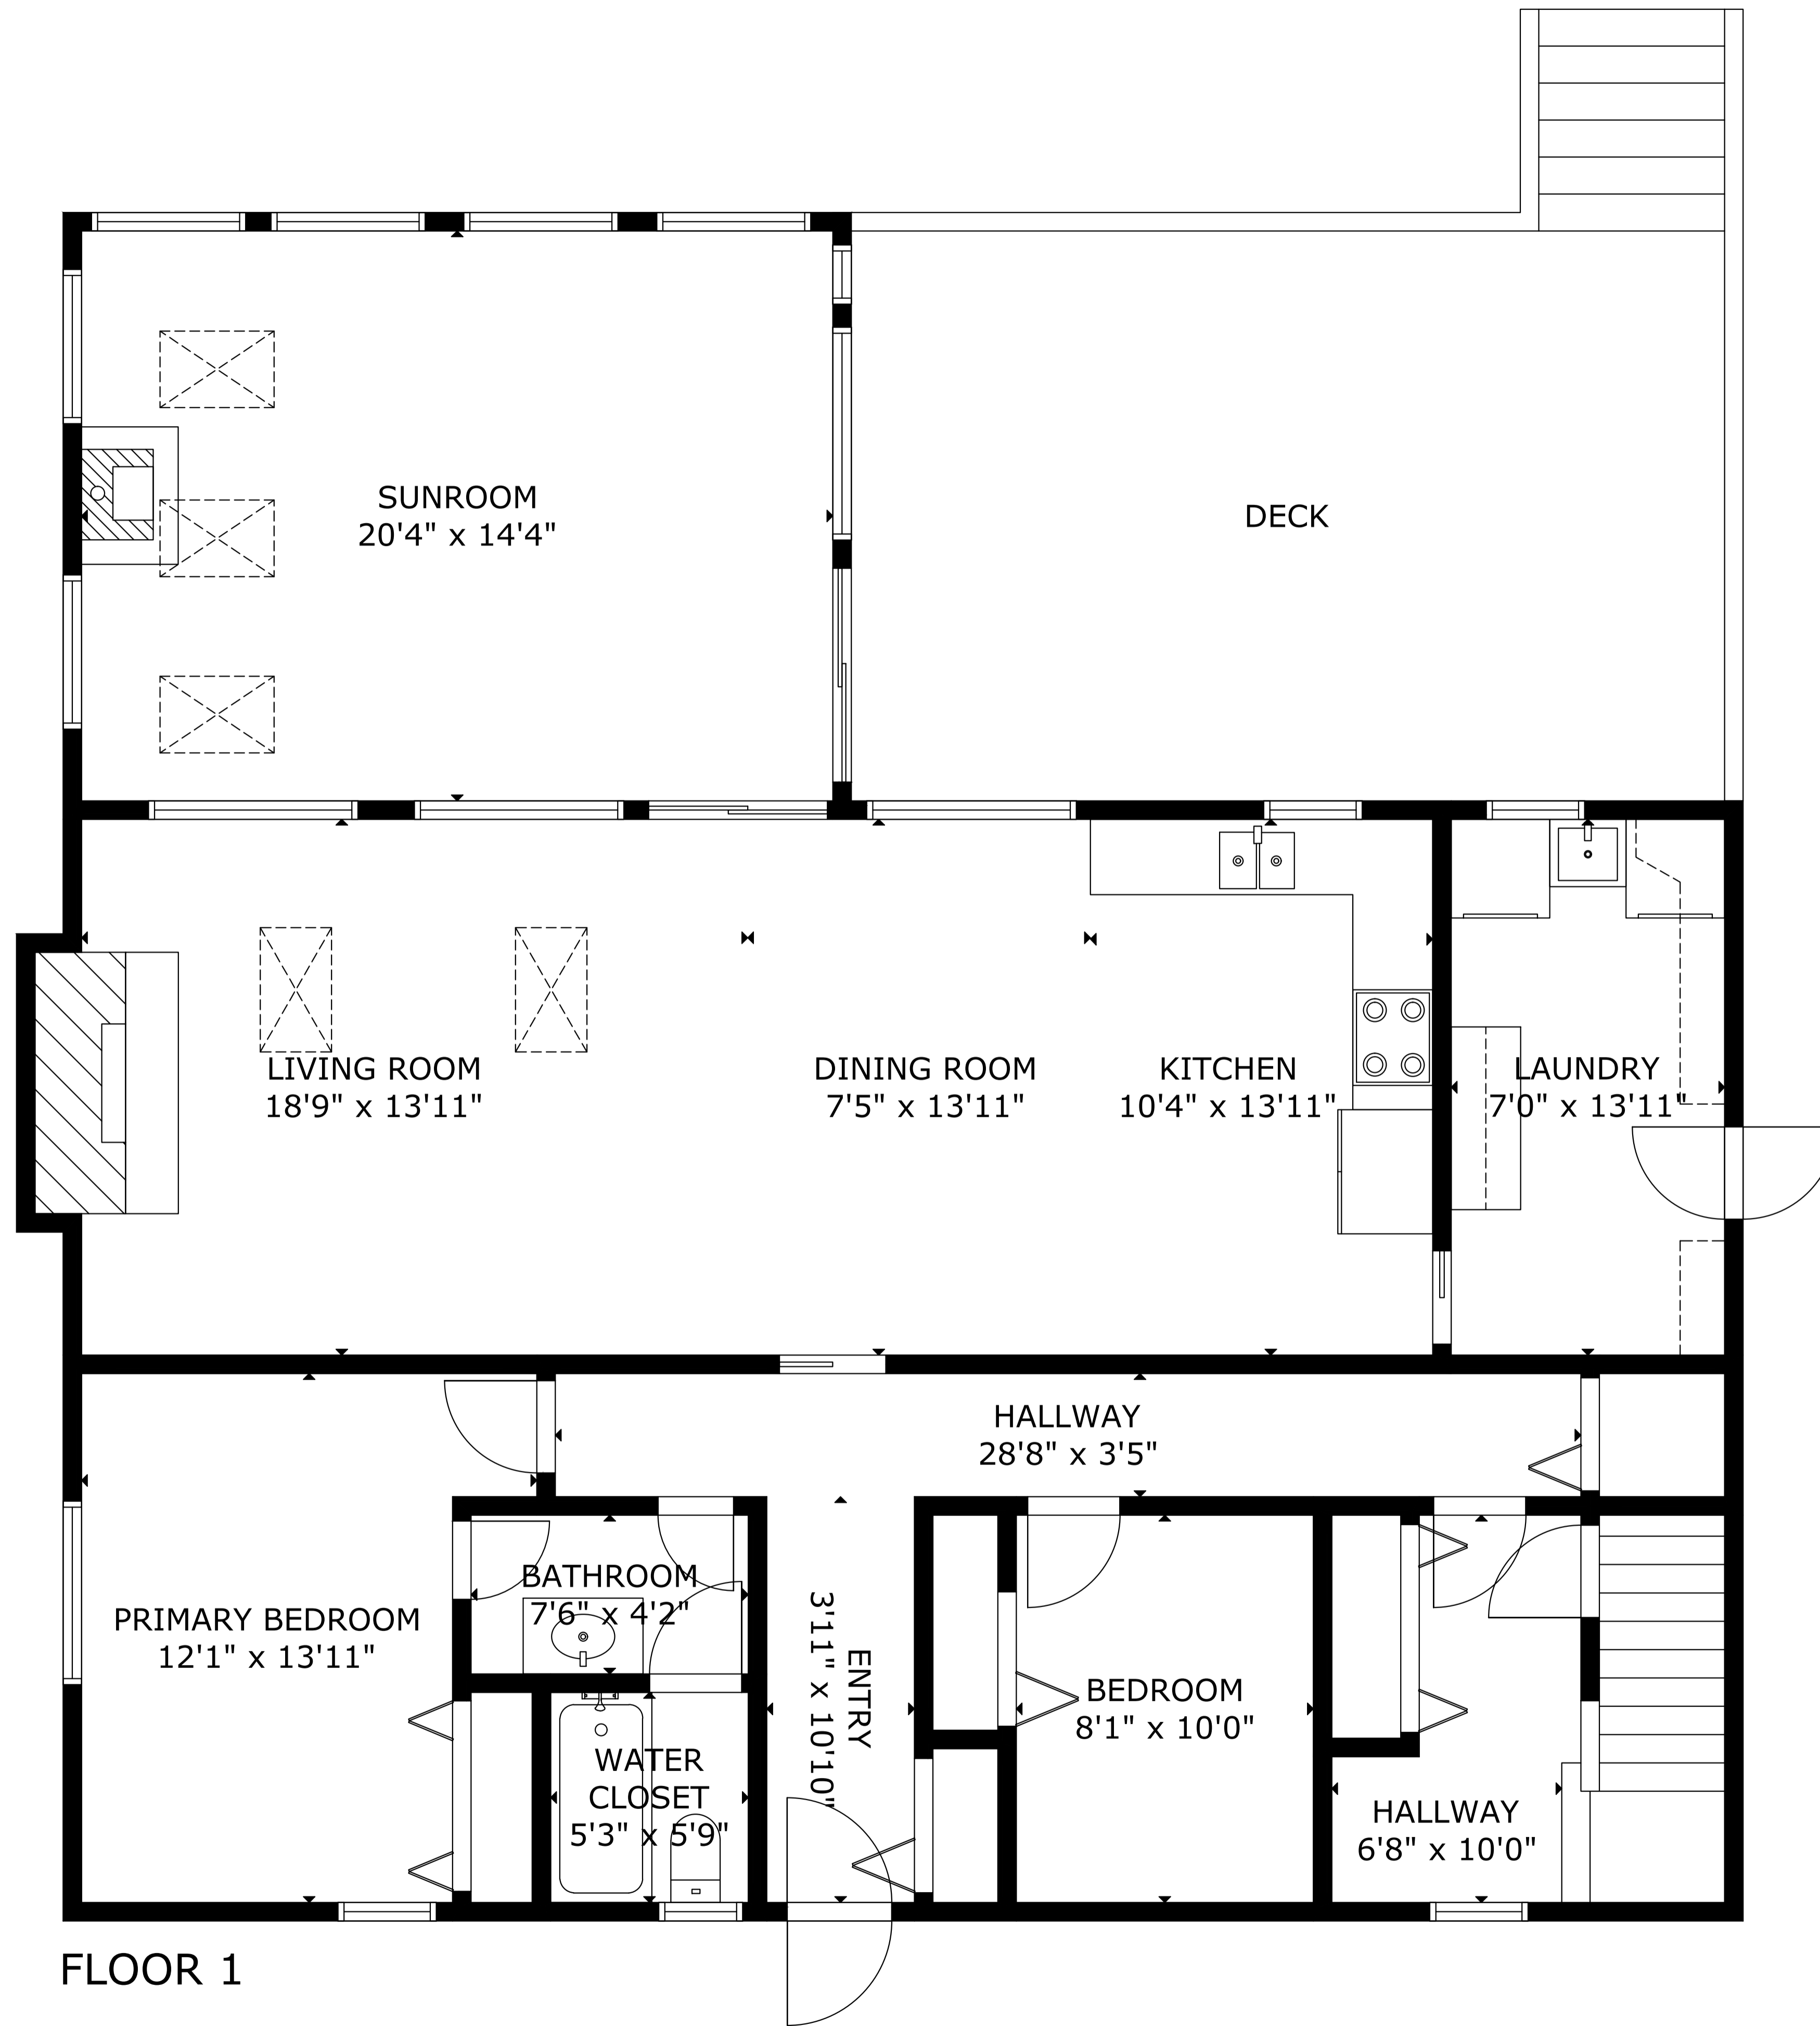 SUNROOM
20'4" x 14'4"
DECK
LIVING ROOM
18'9" x 13'11"
DINING ROOM
7'5" x 13'11"
KITCHEN
10'4" x 13'11"
LAUNDRY
7'0" x 13'11"
HALLWAY
28'8" x 3'5"
PRIMARY BEDROOM
12'1" x 13'11"
BATHROOM
7'6" x 4'2"
WATER
CLOSET
5'3" x 5'9"
ENTRY
3'11" x 10'10"
BEDROOM
8'1" x 10'0"
HALLWAY
6'8" x 10'0"
FLOOR 1